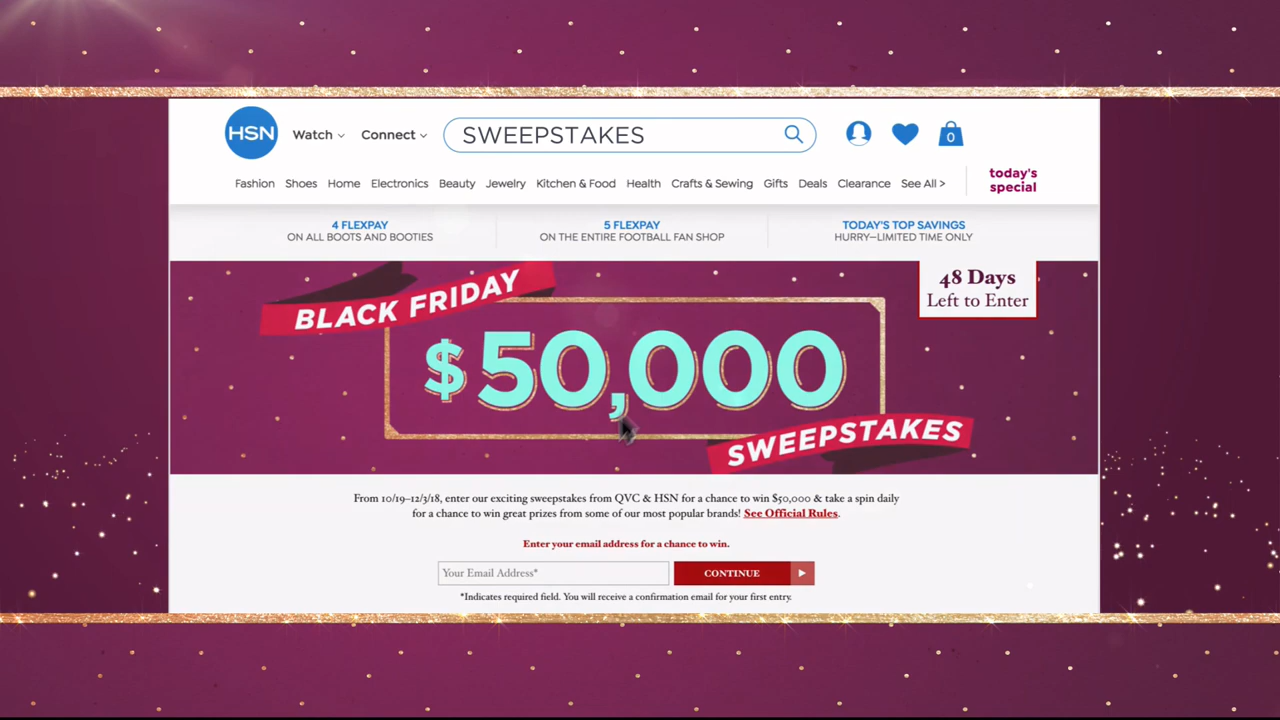 HSN
Watch
Connect
SWEEPSTAKES
0
Fashion Shoes Home Electronics Beauty Jewelry Kitchen & Food Health Crafts & Sewing Gifts Deals Clearance See All >
today's
special
4 FLEXPAY
ON ALL BOOTS AND BOOTIES
5 FLEXPAY
ON THE ENTIRE FOOTBALL FAN SHOP
TODAY'S TOP SAVINGS
HURRY—LIMITED TIME ONLY
48 Days
Left to Enter
BLACK FRIDAY
$50,000
SWEEPSTAKES
From 10/19–12/3/18, enter our exciting sweepstakes from QVC & HSN for a chance to win $50,000 & take a spin daily
for a chance to win great prizes from some of our most popular brands! See Official Rules.
Enter your email address for a chance to win.
Your Email Address*
CONTINUE
*Indicates required field. You will receive a confirmation email for your first entry.